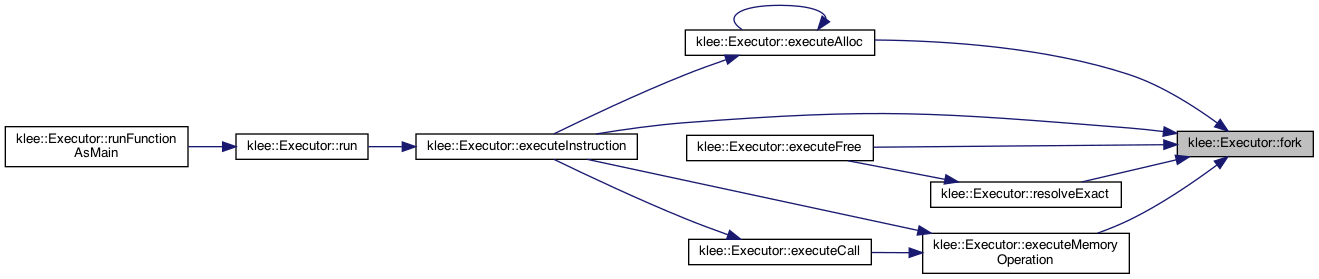 klee::Executor::executeAlloc
klee::Executor::runFunction
AsMain
klee::Executor::run
klee::Executor::executeInstruction
klee::Executor::executeFree
klee::Executor::fork
klee::Executor::resolveExact
klee::Executor::executeCall
klee::Executor::executeMemory
Operation